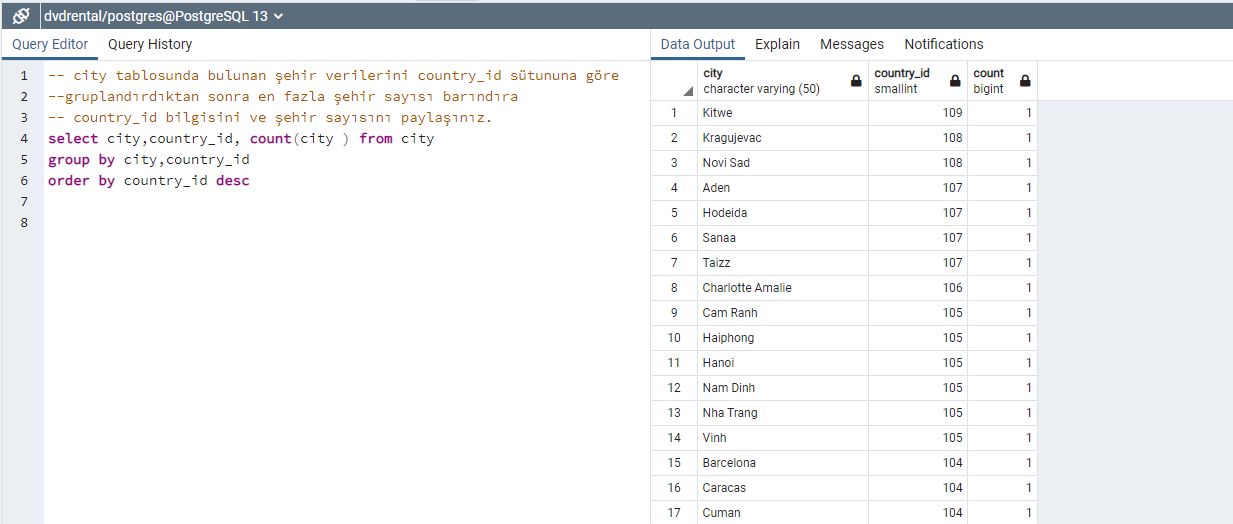 dvdrental/postgres@PostgreSQL 13
Query Editor Query History
1 -- city tablosunda bulunan şehir verilerini country_id sütununa göre
2 --gruplandırdıktan sonra en fazla şehir sayısı barındıra
3 -- country_id bilgisini ve şehir sayısını paylaşınız.
4 select city,country_id, count(city ) from city
5 group by city,country_id
6 order by country_id desc
7
8
Data Output Explain Messages Notifications
city country_id count
character varying (50) smallint bigint
1 Kitwe 109 1
2 Kragujevac 108 1
3 Novi Sad 108 1
4 Aden 107 1
5 Hodeida 107 1
6 Sanaa 107 1
7 Taizz 107 1
8 Charlotte Amalie 106 1
9 Cam Ranh 105 1
10 Haiphong 105 1
11 Hanoi 105 1
12 Nam Dinh 105 1
13 Nha Trang 105 1
14 Vinh 105 1
15 Barcelona 104 1
16 Caracas 104 1
17 Cuman 104 1